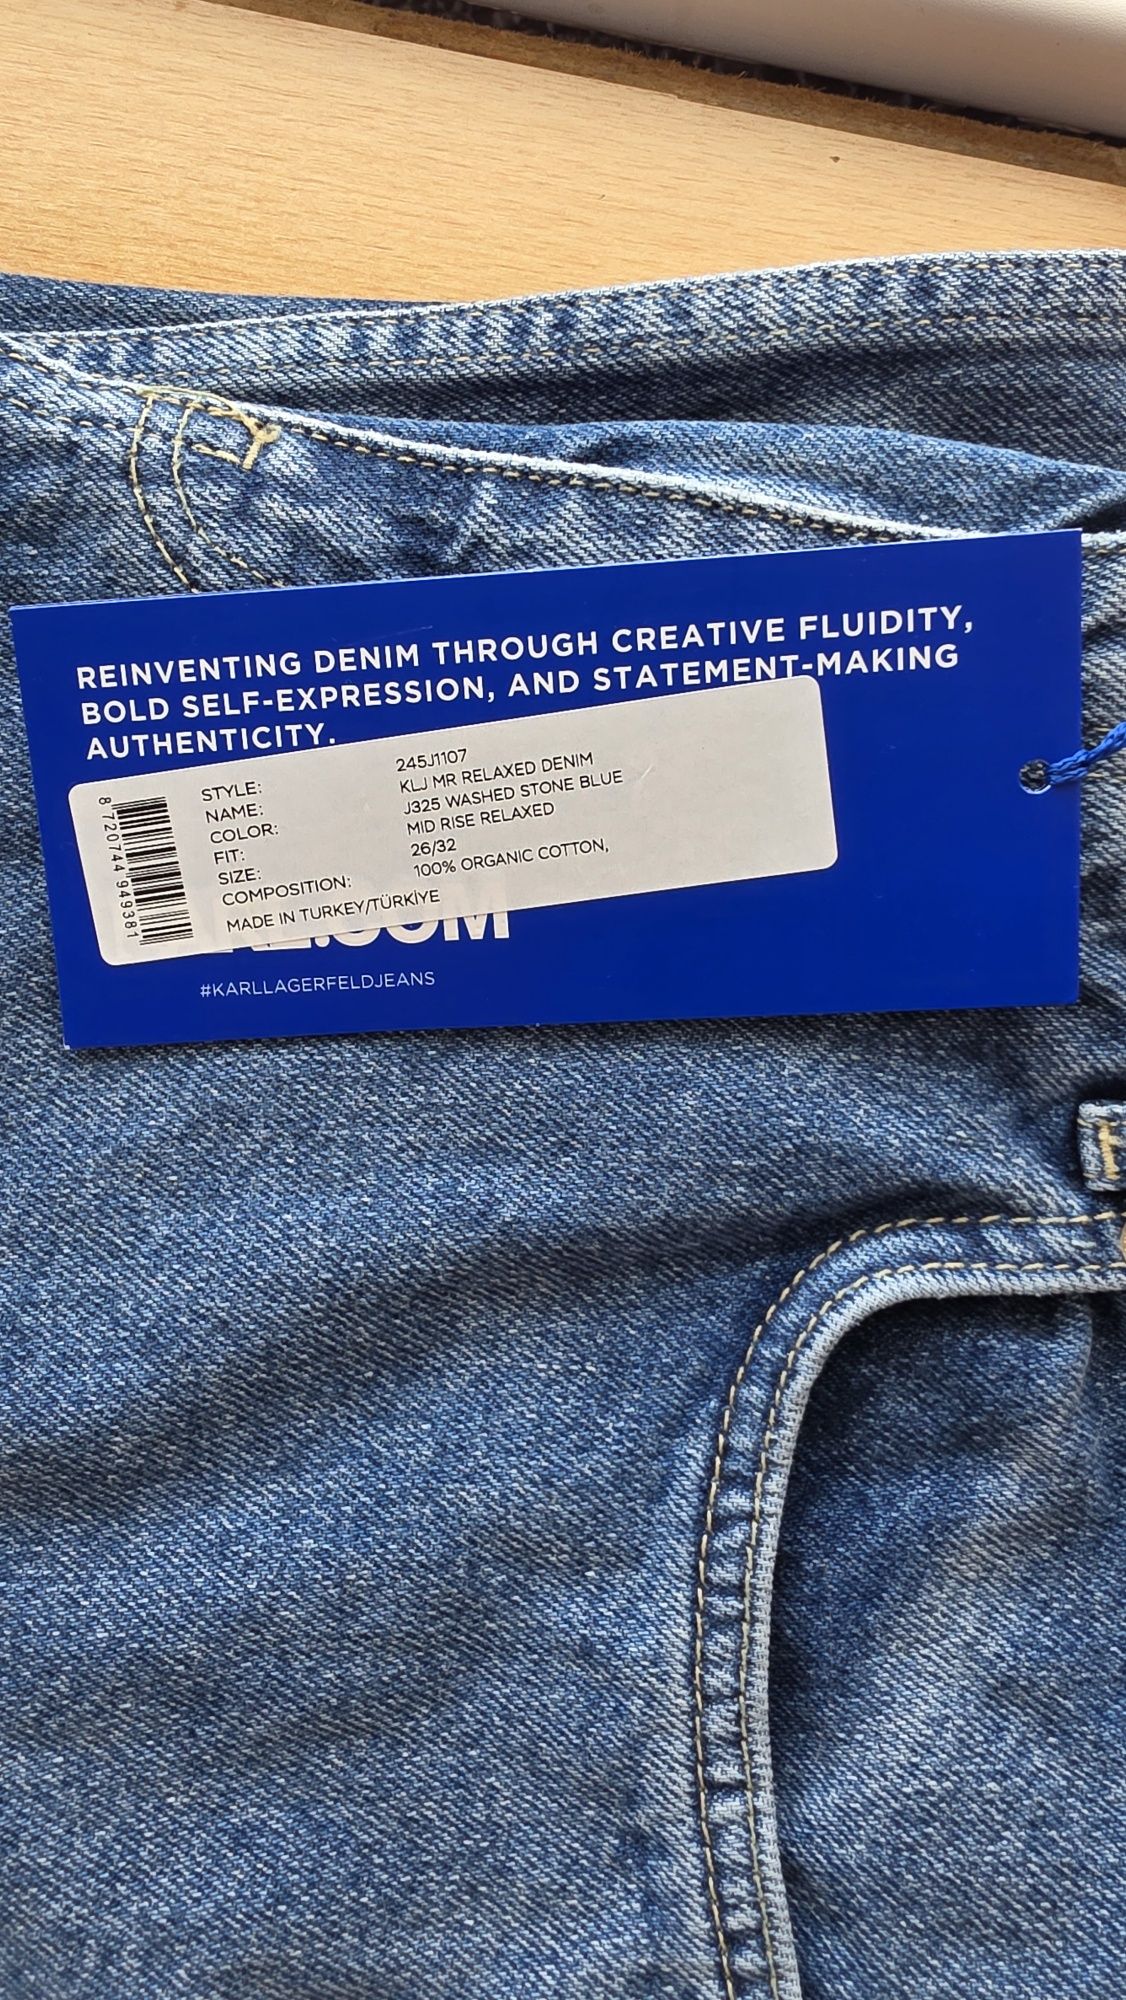 REINVENTING DENIM THROUGH CREATIVE FLUIDITY,
BOLD SELF-EXPRESSION, AND STATEMENT-MAKING
AUTHENTICITY.
STYLE: 245J1107
NAME: KLJ MR RELAXED DENIM
COLOR: J325 WASHED STONE BLUE
FIT: MID RISE RELAXED
SIZE: 26/32
COMPOSITION: 100% ORGANIC COTTON,
MADE IN TURKEY/TÜRKİYE
8 720744 949381
.COM
#KARLLAGERFELDJEANS